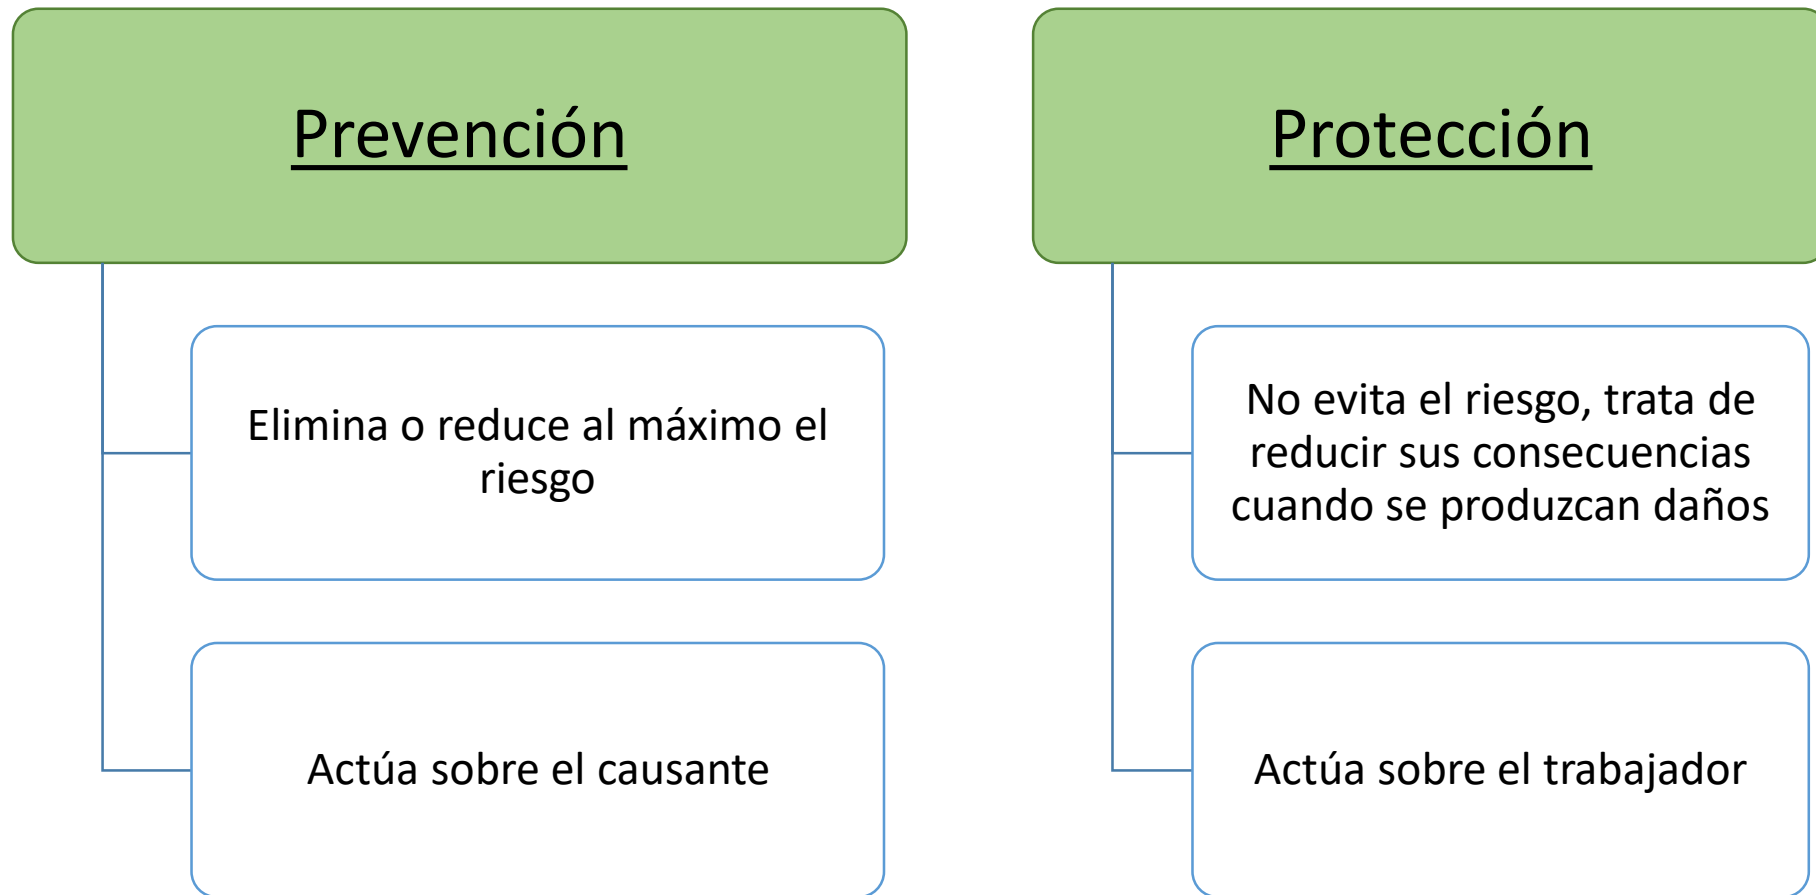 Prevención
Elimina o reduce al máximo el
riesgo
Actúa sobre el causante
Protección
No evita el riesgo, trata de
reducir sus consecuencias
cuando se produzcan daños
Actúa sobre el trabajador